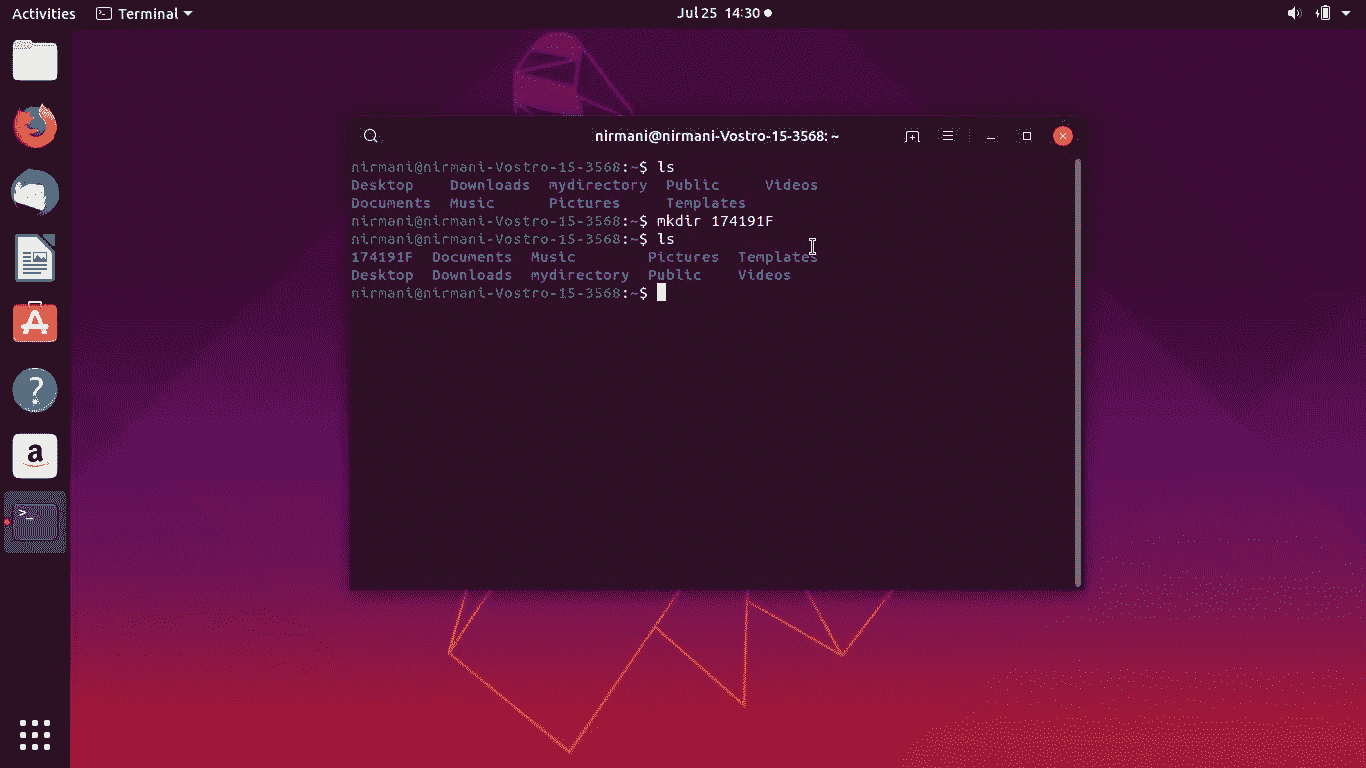 Activities Terminal Jul 25 14:30
nirmani@nirmani-Vostro-15-3568: ~
nirmani@nirmani-Vostro-15-3568:~$ ls
Desktop Downloads mydirectory Public Videos
Documents Music Pictures Templates
nirmani@nirmani-Vostro-15-3568:~$ mkdir 174191F
nirmani@nirmani-Vostro-15-3568:~$ ls
174191F Documents Music Pictures Templates
Desktop Downloads mydirectory Public Videos
nirmani@nirmani-Vostro-15-3568:~$